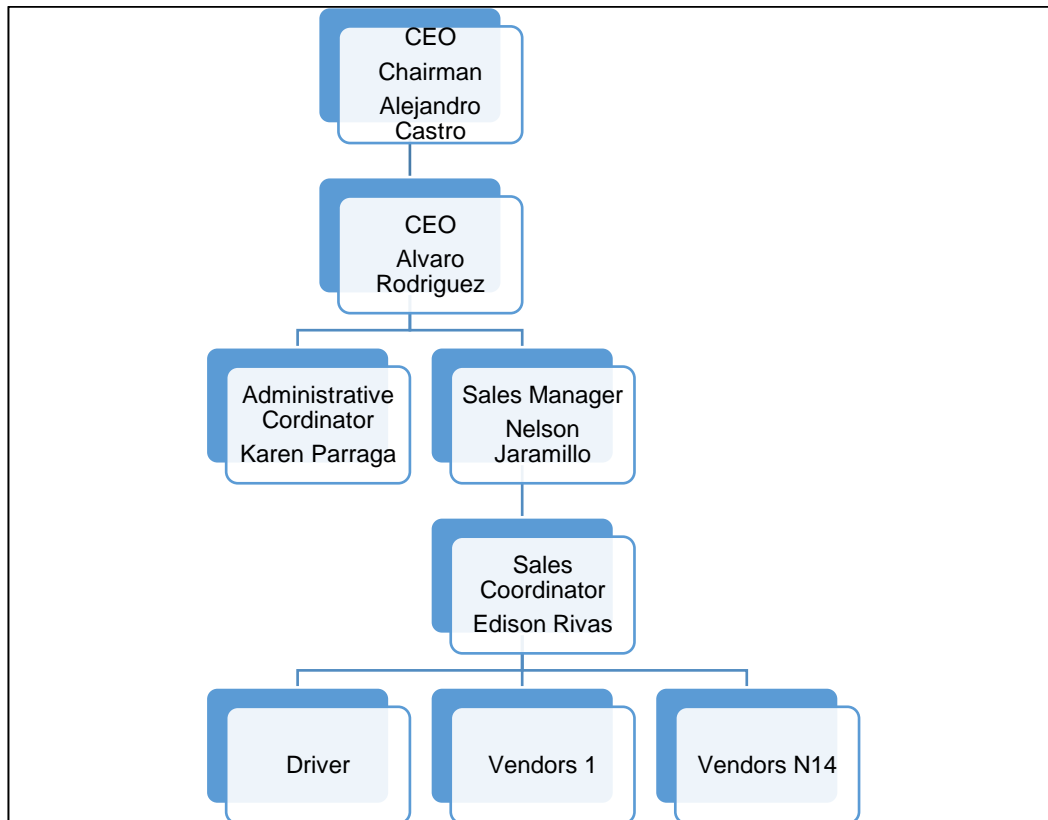 CEO
Chairman
Alejandro
Castro
CEO
Alvaro
Rodriguez
Administrative
Cordinator
Karen Parraga
Sales Manager
Nelson
Jaramillo
Sales
Coordinator
Edison Rivas
Driver
Vendors 1
Vendors N14